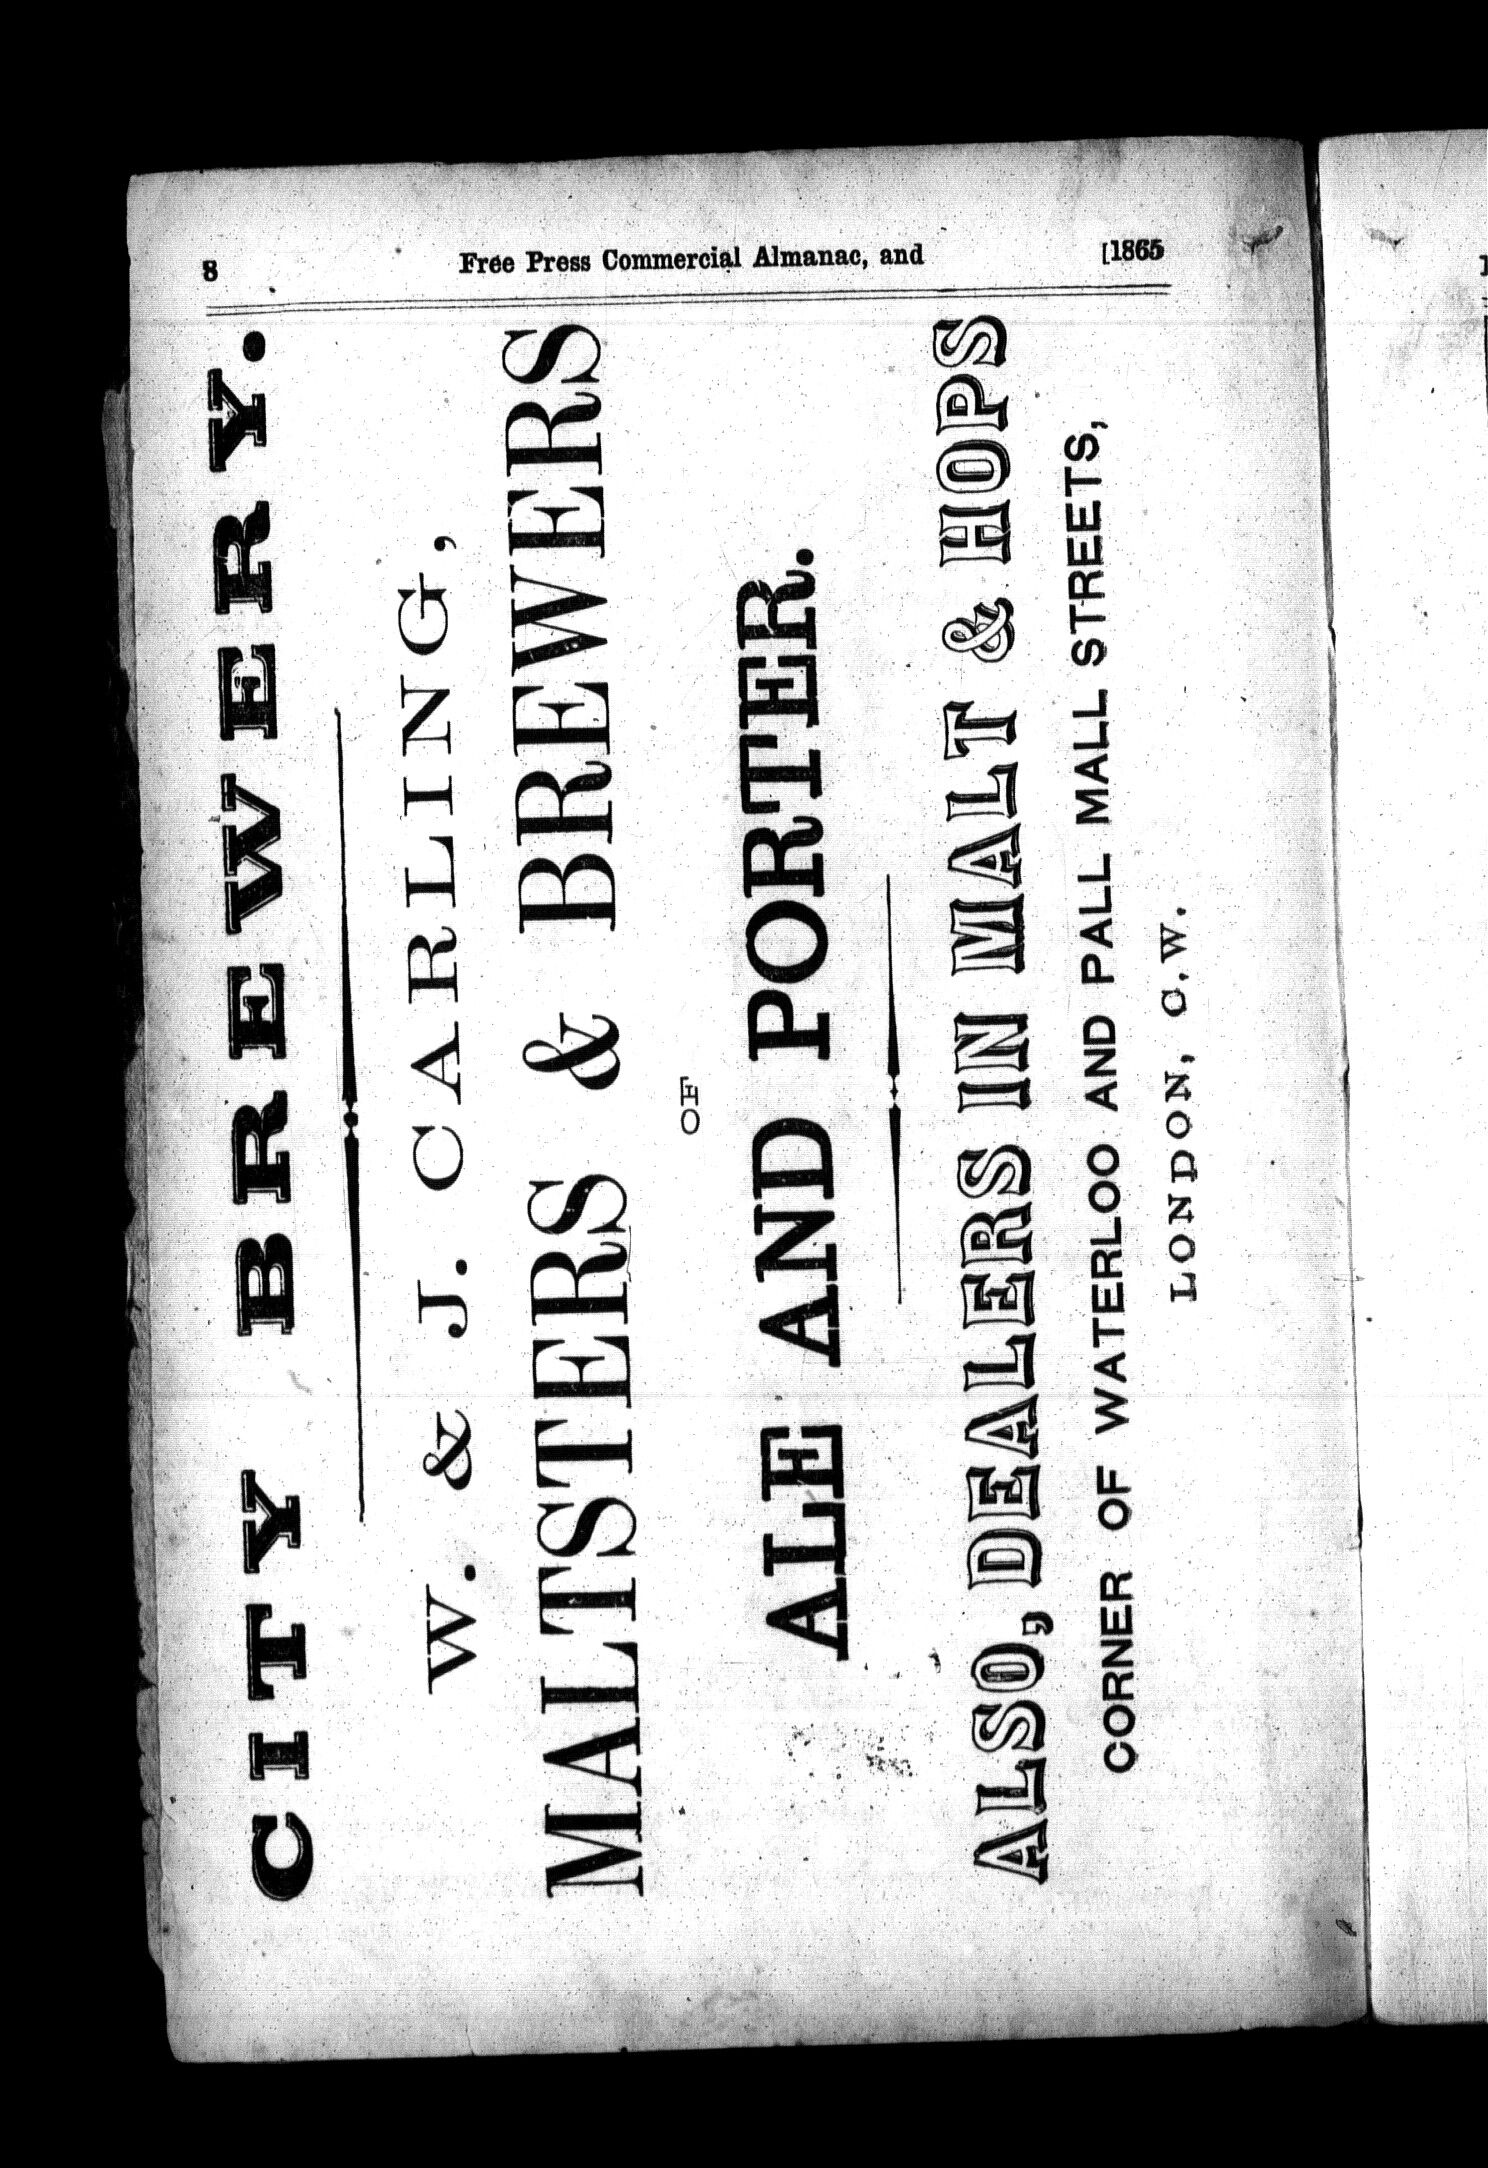 8 Free Press Commercial Almanac, and [1865
CITY BREWERY.
W. & J. CARLING,
MALTSTERS & BREWERS
OF
ALE AND PORTER.
ALSO, DEALERS IN MALT & HOPS
CORNER OF WATERLOO AND PALL MALL STREETS,
LONDON, C.W.